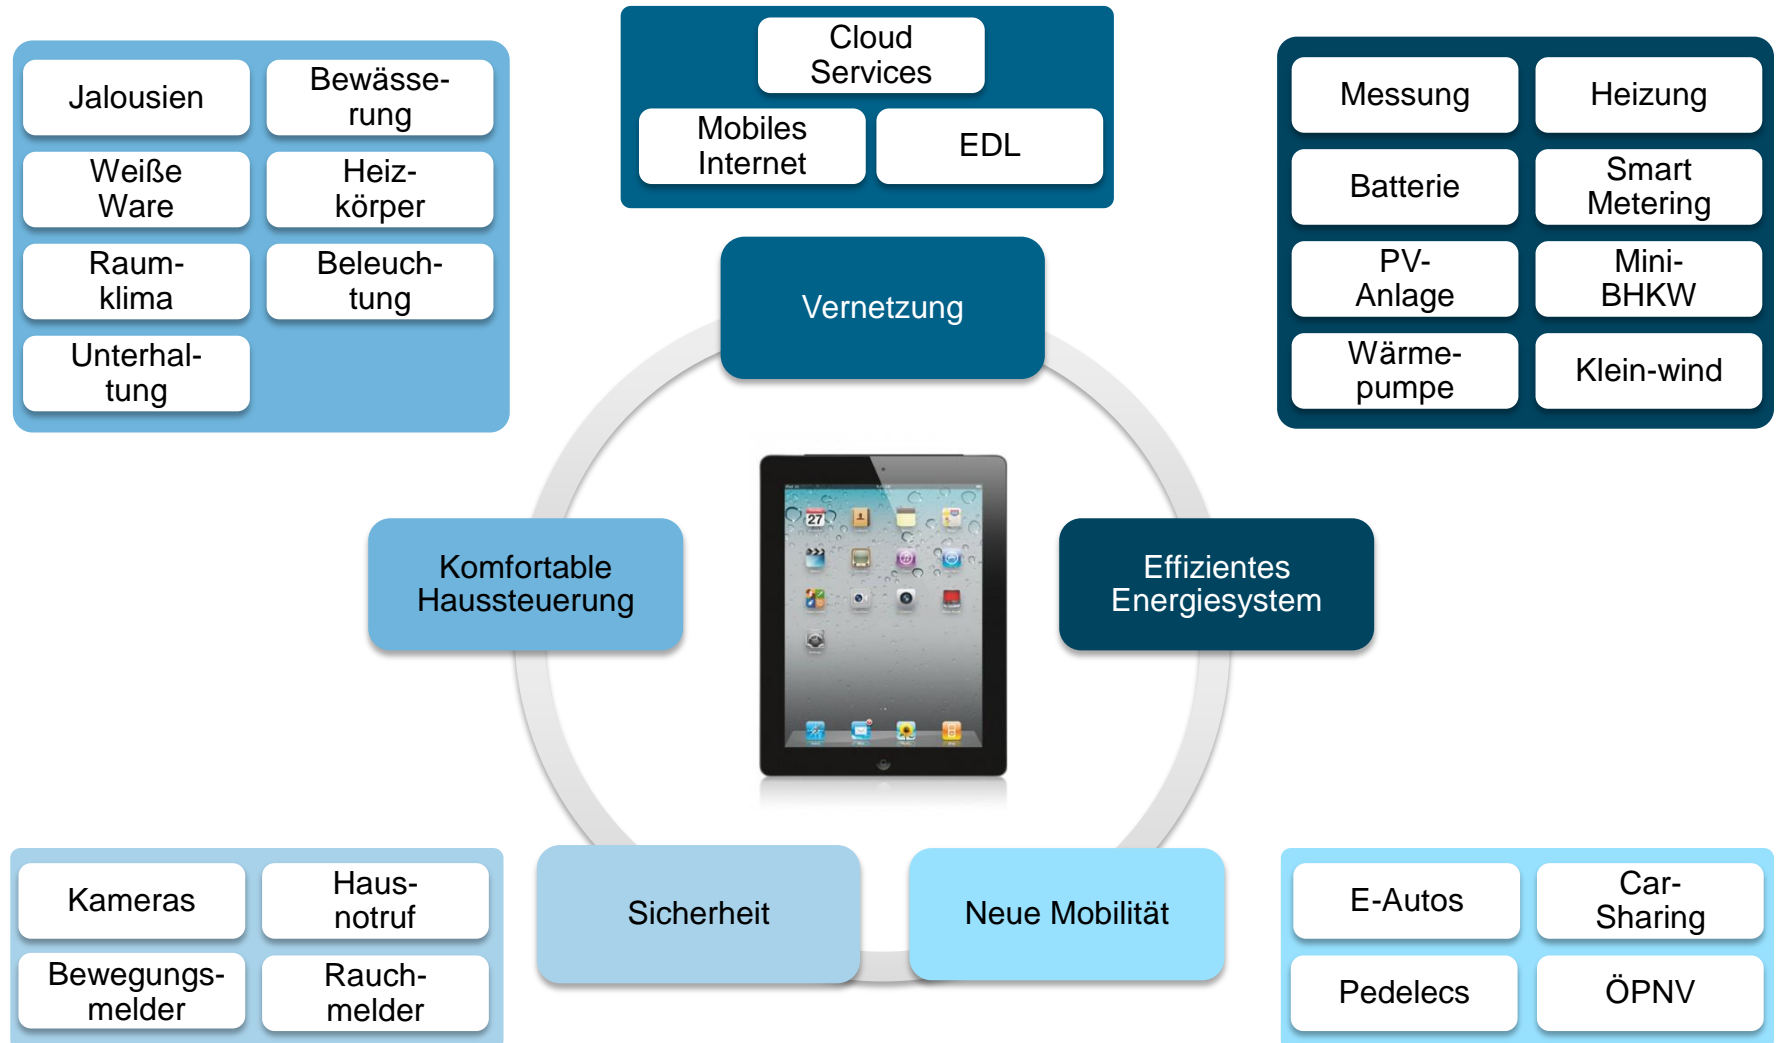 Cloud
Services
Mobiles
Internet
EDL
Jalousien
Bewässe-
rung
Weiße
Ware
Heiz-
körper
Raum-
klima
Beleuch-
tung
Unterhal-
tung
Messung
Heizung
Batterie
Smart
Metering
PV-
Anlage
Mini-
BHKW
Wärme-
pumpe
Klein-wind
Vernetzung
Komfortable
Haussteuerung
27
Effizientes
Energiesystem
Sicherheit
Neue Mobilität
Kameras
Haus-
notruf
Bewegungs-
melder
Rauch-
melder
E-Autos
Car-
Sharing
Pedelecs
ÖPNV